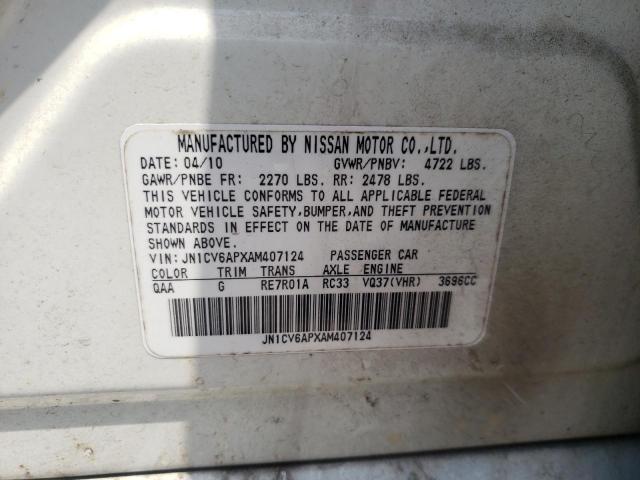 MANUFACTURED BY NISSAN MOTOR CO.,LTD.
DATE: 04/10 GVWR/PNBV: 4722 LBS.
GAWR/PNBE FR: 2270 LBS. RR: 2478 LBS.
THIS VEHICLE CONFORMS TO ALL APPLICABLE FEDERAL
MOTOR VEHICLE SAFETY,BUMPER,AND THEFT PREVENTION
STANDARDS IN EFFECT ON THE DATE OF MANUFACTURE
SHOWN ABOVE.
VIN: JN1CV6APXAM407124 PASSENGER CAR
COLOR TRIM TRANS AXLE ENGINE
QAA G RE7R01A RC33 VQ37(VHR) 3696CC
JN1CV6APXAM407124